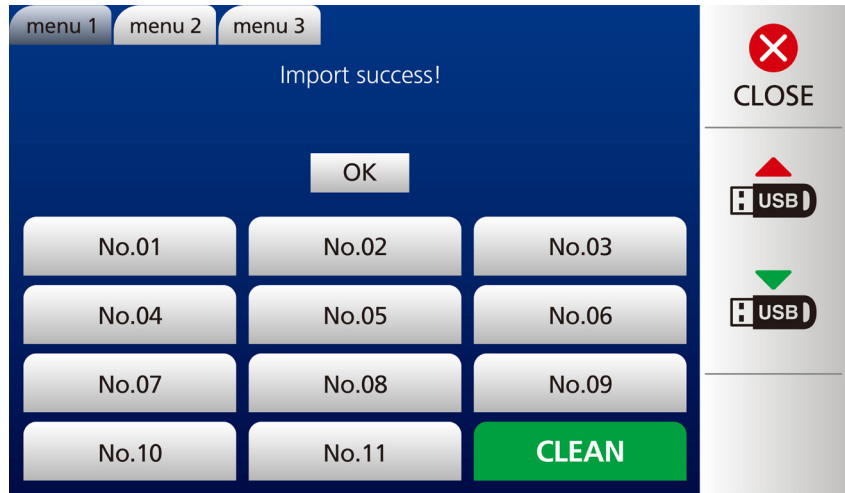 menu 1 menu 2 menu 3
Import success!
OK
No.01 No.02 No.03
No.04 No.05 No.06
No.07 No.08 No.09
No.10 No.11 CLEAN
CLOSE
USB
USB